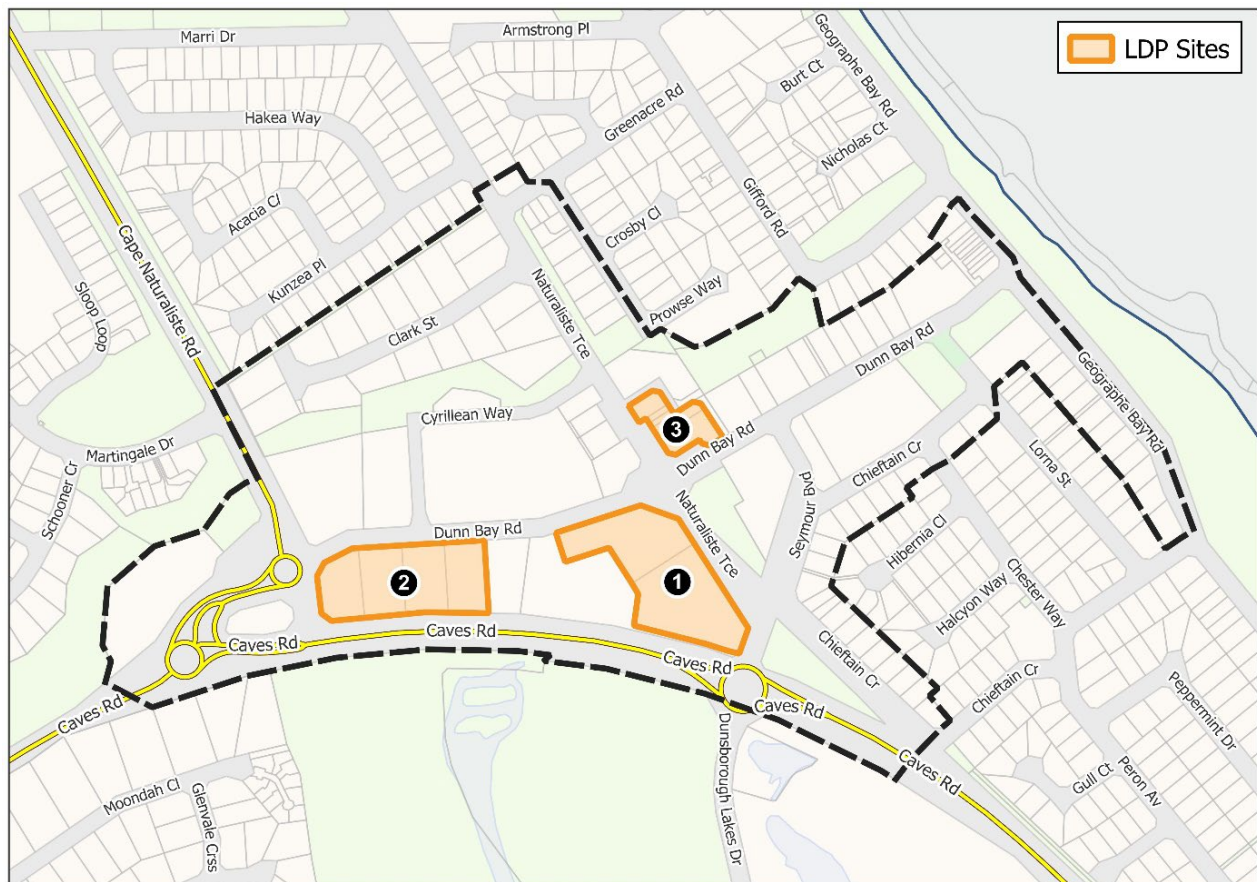 Marri Dr
Armstrong Pl
LDP Sites
Geographe Bay Rd
Burt Ct
Hakea Way
Greenacre Rd
Nicholas Ct
Acacia Cl
Crosby Cl
Gifford Rd
Cape Naturaliste Rd
Kunzea Pl
Sloop Loop
Prowse Way
Naturaliste Tce
Clark St
Dunn Bay Rd
Geographe Bay Rd
Cyrillean Way
3
Dunn Bay Rd
Martingale Dr
Lorna St
Chieftain Cr
Schooner Cr
Seymour Bvd
Dunn Bay Rd
Naturaliste Tce
Hibernia Cl
2
1
Chester Way
Halcyon Way
Caves Rd
Caves Rd
Caves Rd
Chieftain Cr
Chieftain Cr
Caves Rd
Caves Rd
Peppermint Dr
Dunsborough Lakes Dr
Caves Rd
Moondah Cl
Glenvale Crss
Gull Ct
Peron Av